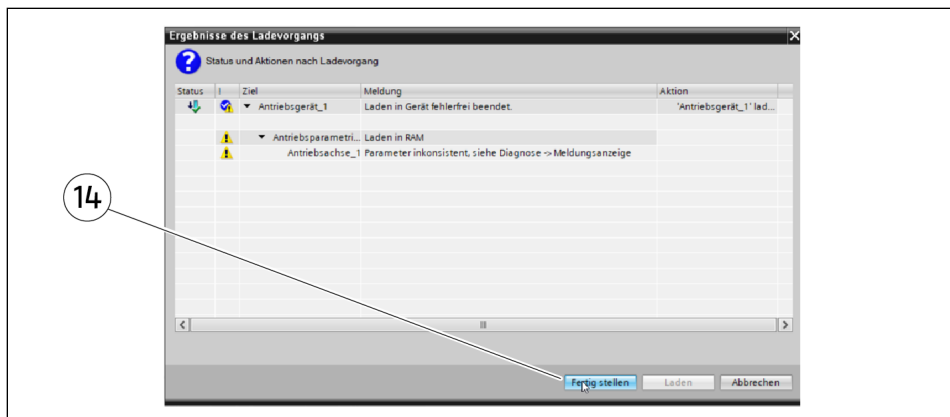 Ergebnisse des Ladevorgangs
Status und Aktionen nach Ladevorgang
Status ! Ziel Meldung Aktion
Antriebsgerät_1 Laden in Gerät fehlerfrei beendet. 'Antriebsgerät_1' lad...
Antriebsparametri... Laden in RAM
Antriebsachse_1 Parameter inkonsistent, siehe Diagnose -> Meldungsanzeige
14
Fertig stellen Laden Abbrechen